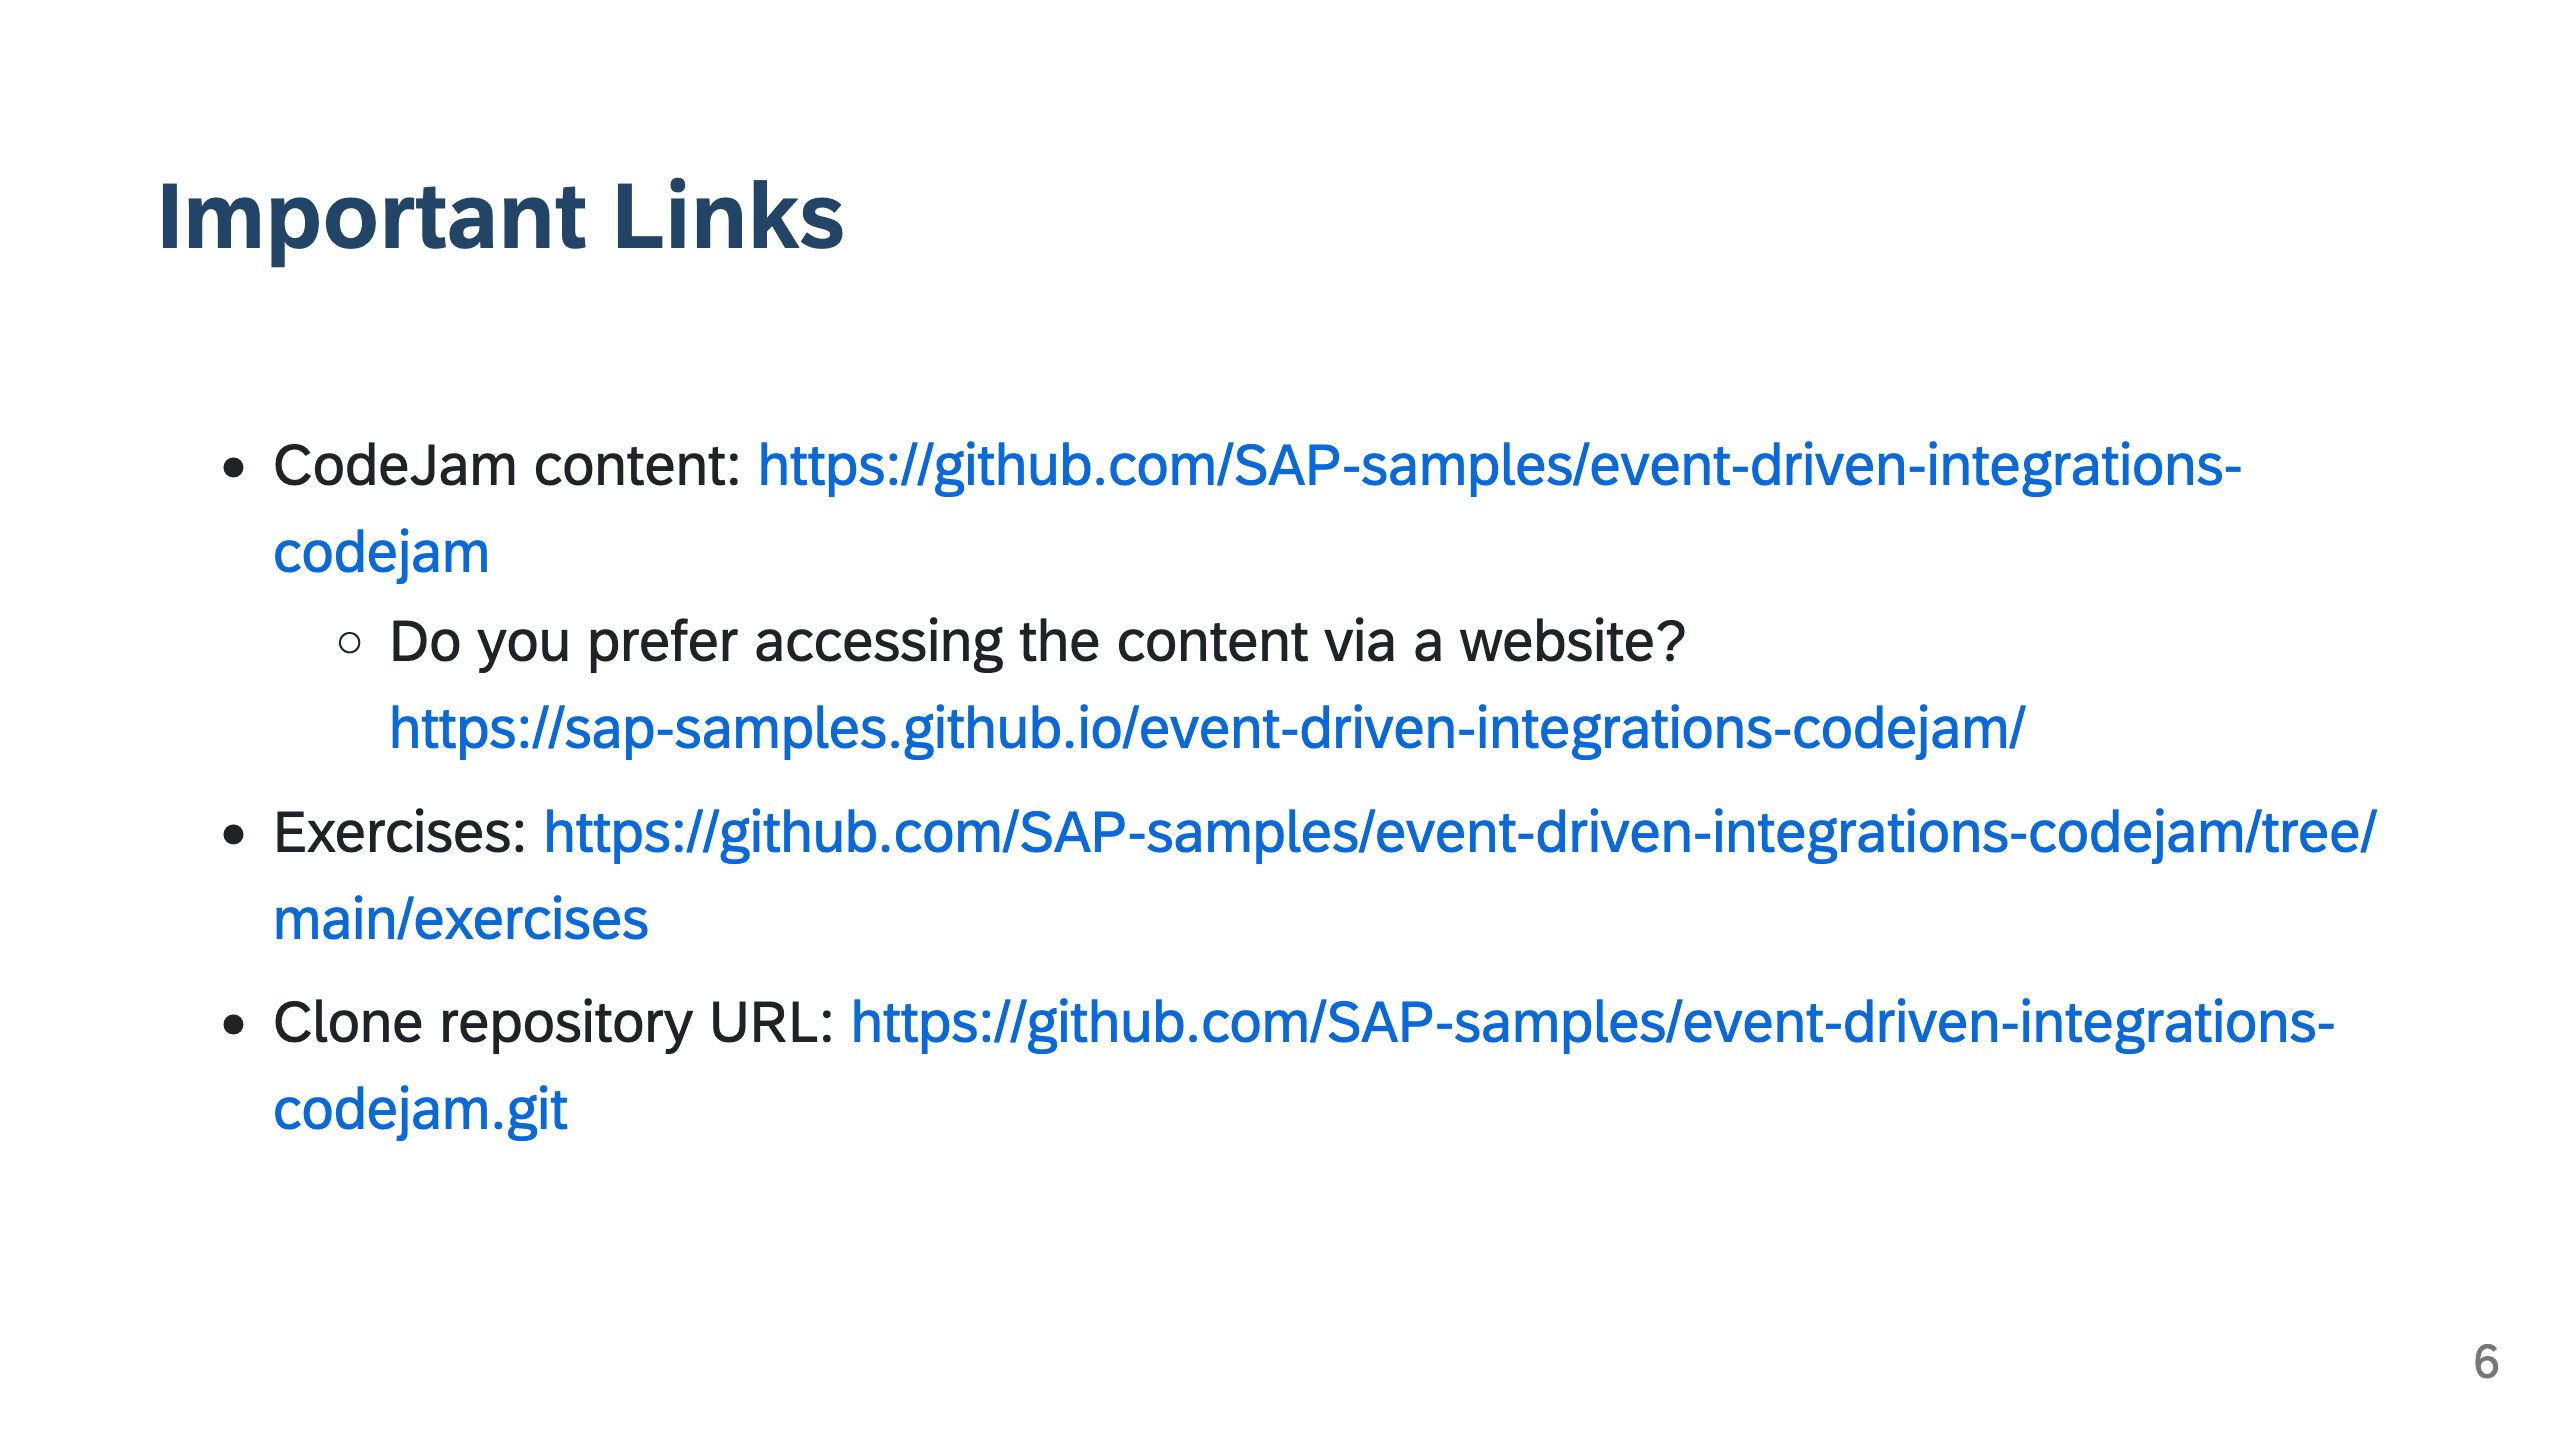 Important Links
• CodeJam content: https://github.com/SAP-samples/event-driven-integrations-
codejam
◦ Do you prefer accessing the content via a website?
https://sap-samples.github.io/event-driven-integrations-codejam/
• Exercises: https://github.com/SAP-samples/event-driven-integrations-codejam/tree/
main/exercises
• Clone repository URL: https://github.com/SAP-samples/event-driven-integrations-
codejam.git
6